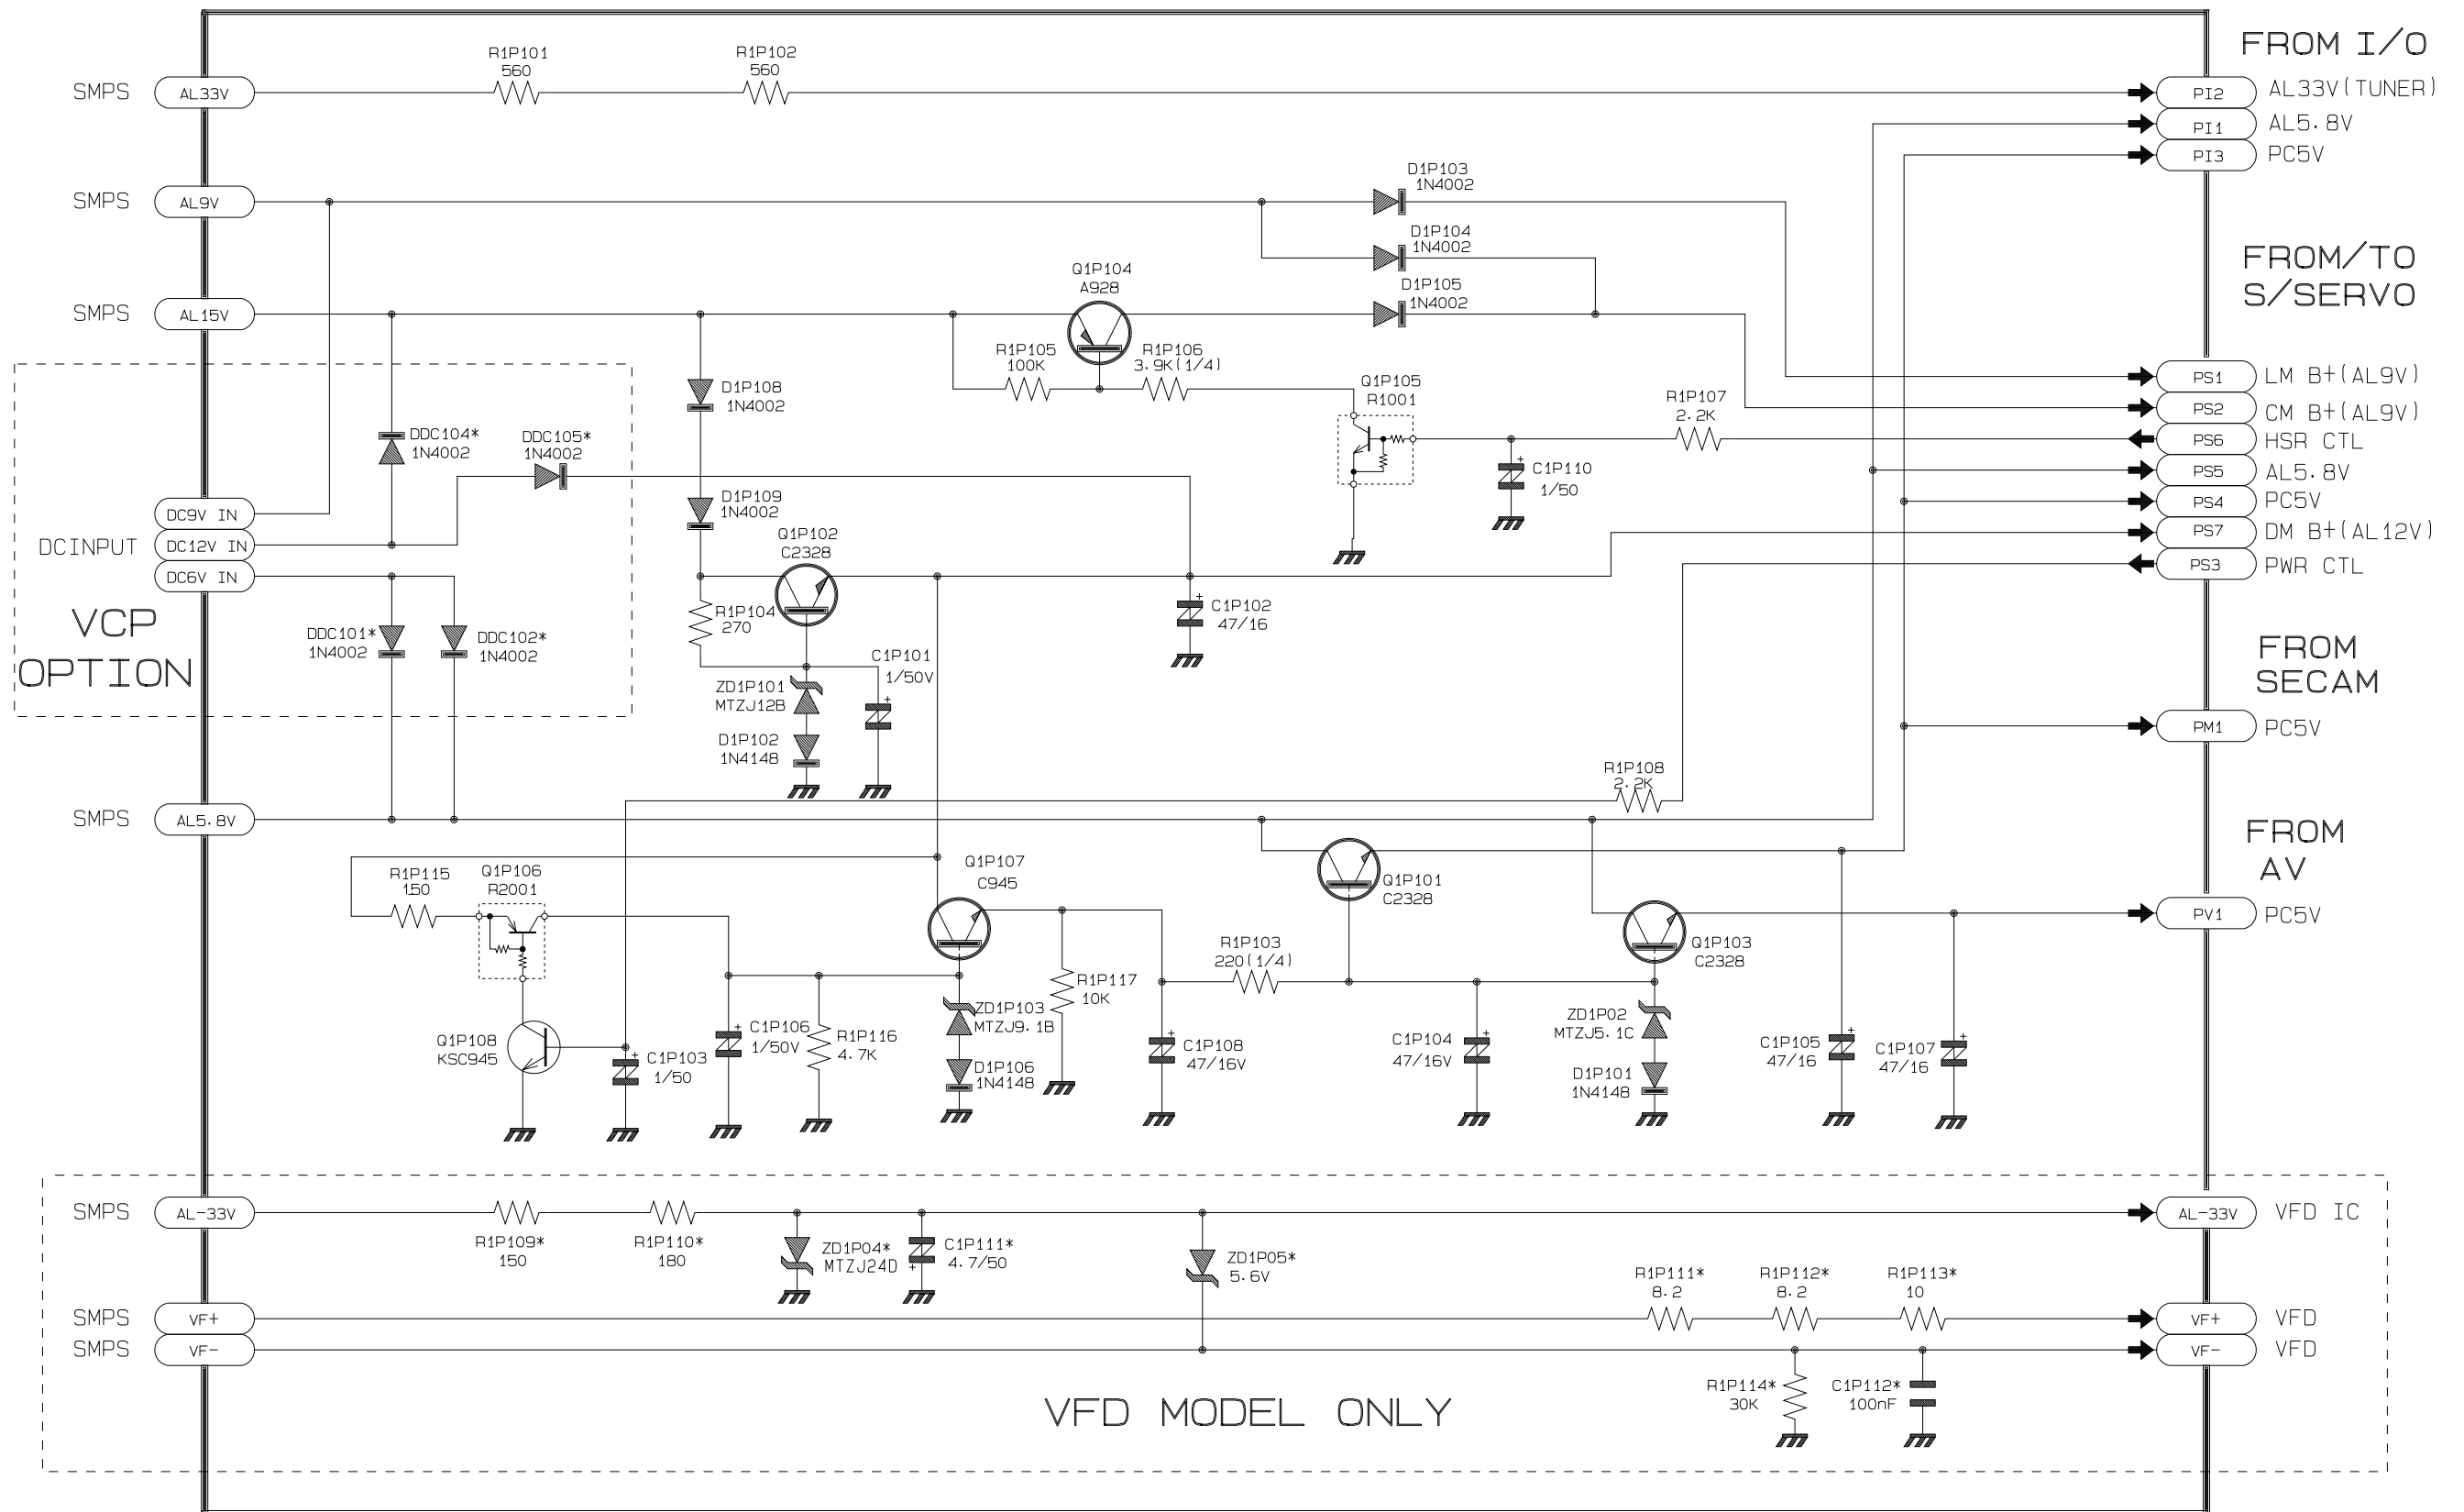 FROM I/O
R1P101
560
R1P102
560
SMPS
AL33V
PI2
AL33V(TUNER)
PI1
AL5.8V
PI3
PC5V
D1P103
1N4002
SMPS
AL9V
D1P104
1N4002
FROM/TO
S/SERVO
Q1P104
A928
D1P105
1N4002
SMPS
AL15V
R1P105
100K
R1P106
3.9K(1/4)
Q1P105
R1001
D1P108
1N4002
R1P107
2.2K
PS1
LM B+(AL9V)
PS2
CM B+(AL9V)
PS6
HSR CTL
PS5
AL5.8V
PS4
PC5V
PS7
DM B+(AL12V)
PS3
PWR CTL
DDC104*
1N4002
DDC105*
1N4002
C1P110
+
1/50
D1P109
1N4002
Q1P102
C2328
DC9V IN
DCINPUT
DC12V IN
DC6V IN
VCP
OPTION
DDC101*
1N4002
DDC102*
1N4002
R1P104
270
C1P102
+
47/16
C1P101
1/50V
+
ZD1P101
MTZJ12B
D1P102
1N4148
FROM
SECAM
PM1
PC5V
R1P108
2.2K
SMPS
AL5.8V
FROM
AV
R1P115
150
Q1P106
R2001
Q1P107
C945
Q1P101
C2328
PV1
PC5V
R1P103
220(1/4)
Q1P103
C2328
R1P117
10K
ZD1P103
MTZJ9.1B
ZD1P02
MTZJ5.1C
Q1P108
KSC945
C1P103
+
1/50
C1P106
+
1/50V
R1P116
4.7K
D1P106
1N4148
C1P108
+
47/16V
C1P104
+
47/16V
D1P101
1N4148
C1P105
+
47/16
C1P107
+
47/16
SMPS
AL-33V
AL-33V
VFD IC
R1P109*
150
R1P110*
180
ZD1P04*
MTZJ24D
C1P111*
4.7/50
+
ZD1P05*
5.6V
R1P111*
8.2
R1P112*
8.2
R1P113*
10
SMPS
VF+
VF+
VFD
SMPS
VF-
VF-
VFD
R1P114*
30K
C1P112*
100nF
VFD MODEL ONLY